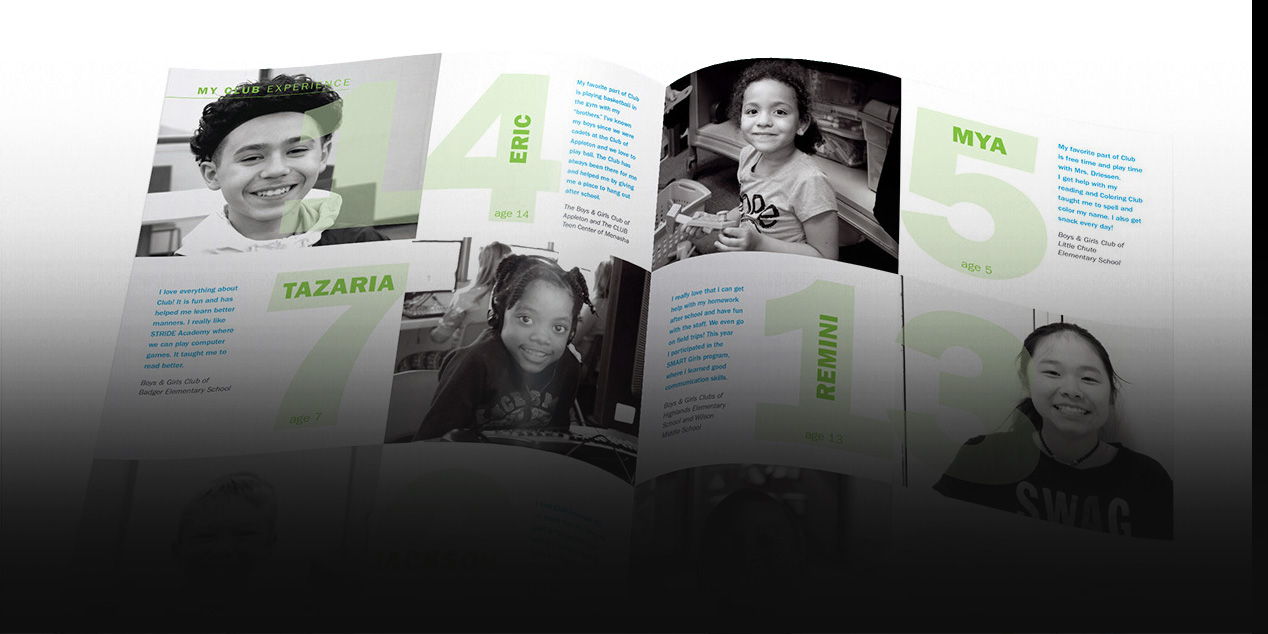 MY CLUB EXPERIENCE
14
ERIC
age 14
My favorite part of Club
is playing basketball in
the gym with my
"brothers." I've known
my boys since we were
cadets at the Club of
Appleton and we love to
play ball. The Club has
always been there for me
and helped me by giving
me a place to hang out
after school.
The Boys & Girls Club of
Appleton and The CLUB
Teen Center of Menasha
I love everything about
Club! It is fun and has
helped me learn better
manners. I really like
STRIDE Academy where
we can play computer
games. It taught me to
read better.
Boys & Girls Club of
Badger Elementary School
TAZARIA
7
age 7
5
MYA
age 5
My favorite part of Club
is free time and play time
with Mrs. Driessen.
I get help with my
reading and Coloring Club
taught me to spell and
color my name. I also get
snack every day!
Boys & Girls Club of
Little Chute
Elementary School
I really love that I can get
help with my homework
after school and have fun
with the staff. We even go
on field trips! This year
I participated in the
SMART Girls program,
where I learned good
communication skills.
Boys & Girls Clubs of
Highlands Elementary
School and Wilson
Middle School
13
REMINI
age 13
SWAG
JACKSON